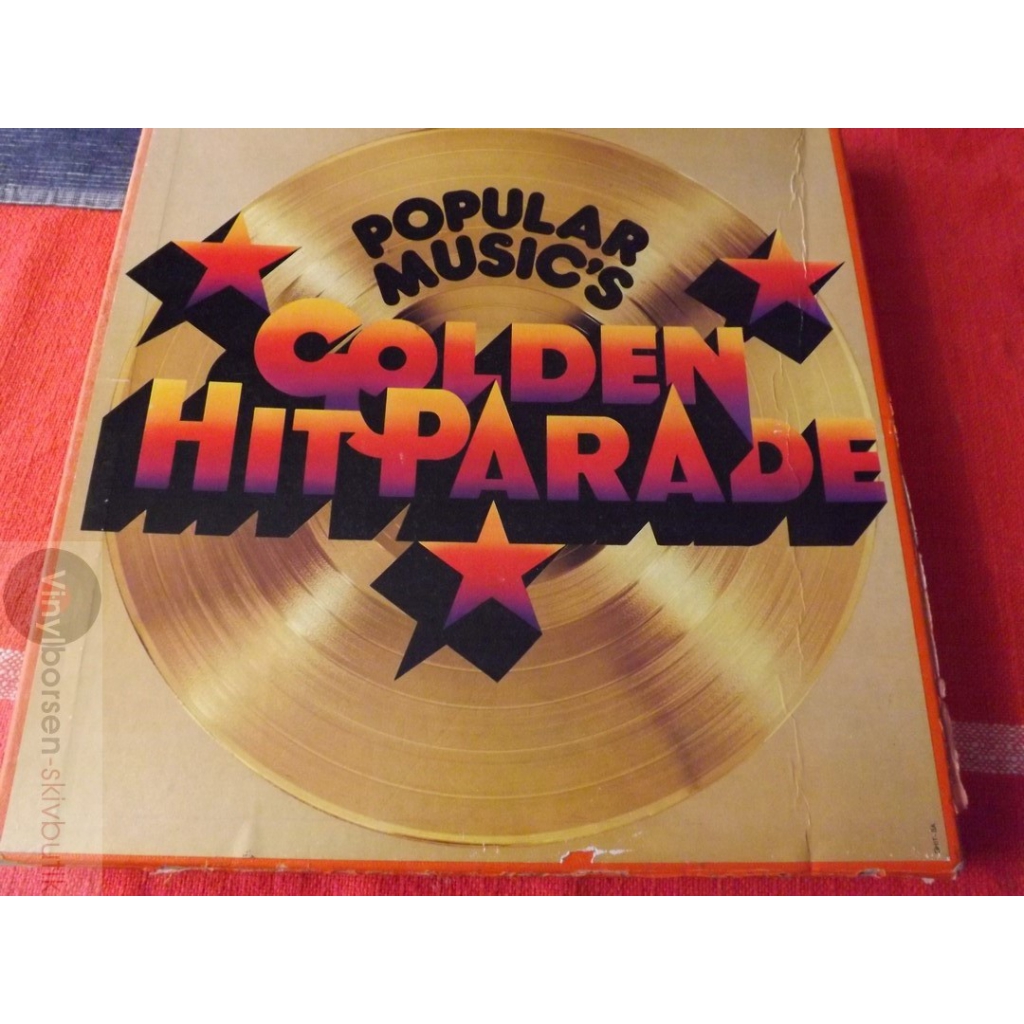 POPULAR
MUSIC'S
GOLDEN
HIT PARADE
Vinylborsen-skivbutik